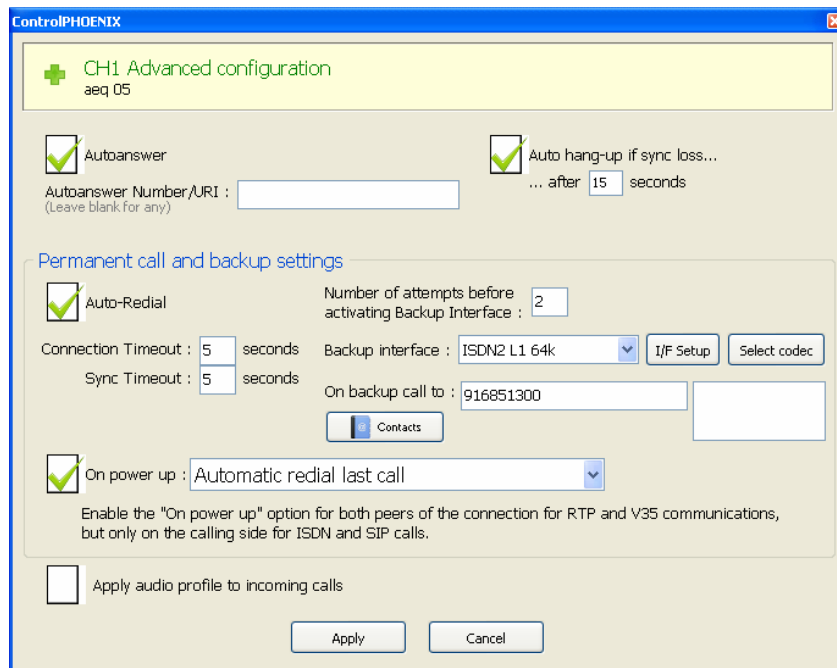 ControlPHOENIX
CH1 Advanced configuration
aeq 05
Autoanswer
Auto hang-up if sync loss...
... after 15 seconds
Autoanswer Number/URI :
(Leave blank for any)
Permanent call and backup settings
Auto-Redial
Number of attempts before
activating Backup Interface : 2
Connection Timeout : 5 seconds
Backup interface : ISDN2 L1 64k I/F Setup Select codec
Sync Timeout : 5 seconds
On backup call to : 916851300
Contacts
On power up : Automatic redial last call
Enable the "On power up" option for both peers of the connection for RTP and V35 communications,
but only on the calling side for ISDN and SIP calls.
Apply audio profile to incoming calls
Apply Cancel